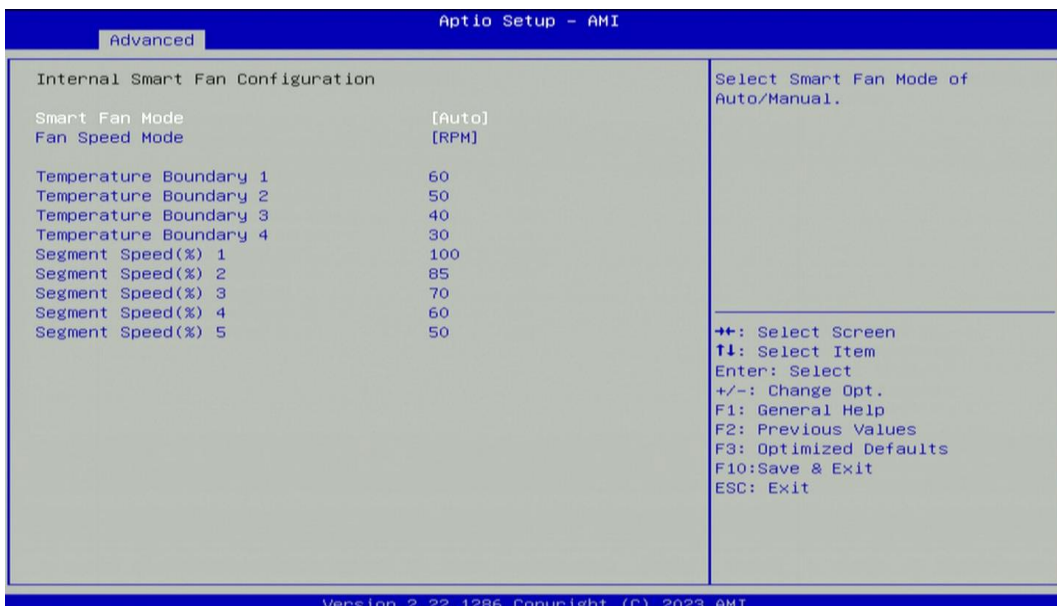 Aptio Setup - AMI
Advanced
Internal Smart Fan Configuration
Smart Fan Mode [Auto]
Fan Speed Mode [RPM]
Temperature Boundary 1 60
Temperature Boundary 2 50
Temperature Boundary 3 40
Temperature Boundary 4 30
Segment Speed(%) 1 100
Segment Speed(%) 2 85
Segment Speed(%) 3 70
Segment Speed(%) 4 60
Segment Speed(%) 5 50
Select Smart Fan Mode of
Auto/Manual.
→←: Select Screen
↑↓: Select Item
Enter: Select
+/-: Change Opt.
F1: General Help
F2: Previous Values
F3: Optimized Defaults
F10:Save & Exit
ESC: Exit
Version 2.22.1286 Copyright (C) 2023 AMI